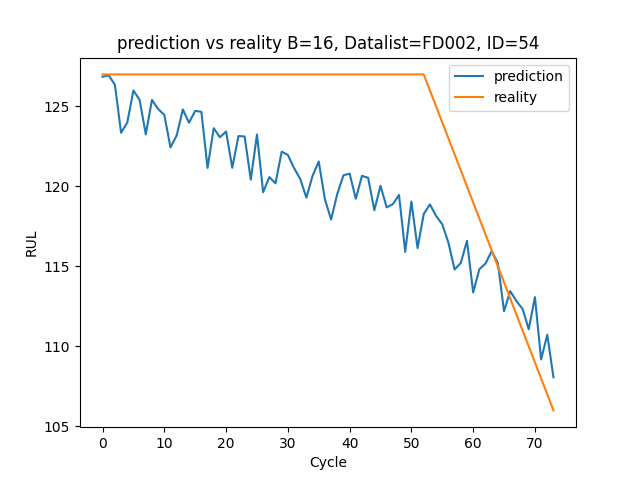 prediction vs reality B=16, Datalist=FD002, ID=54
prediction
reality
RUL
125
120
115
110
105
0 10 20 30 40 50 60 70
Cycle